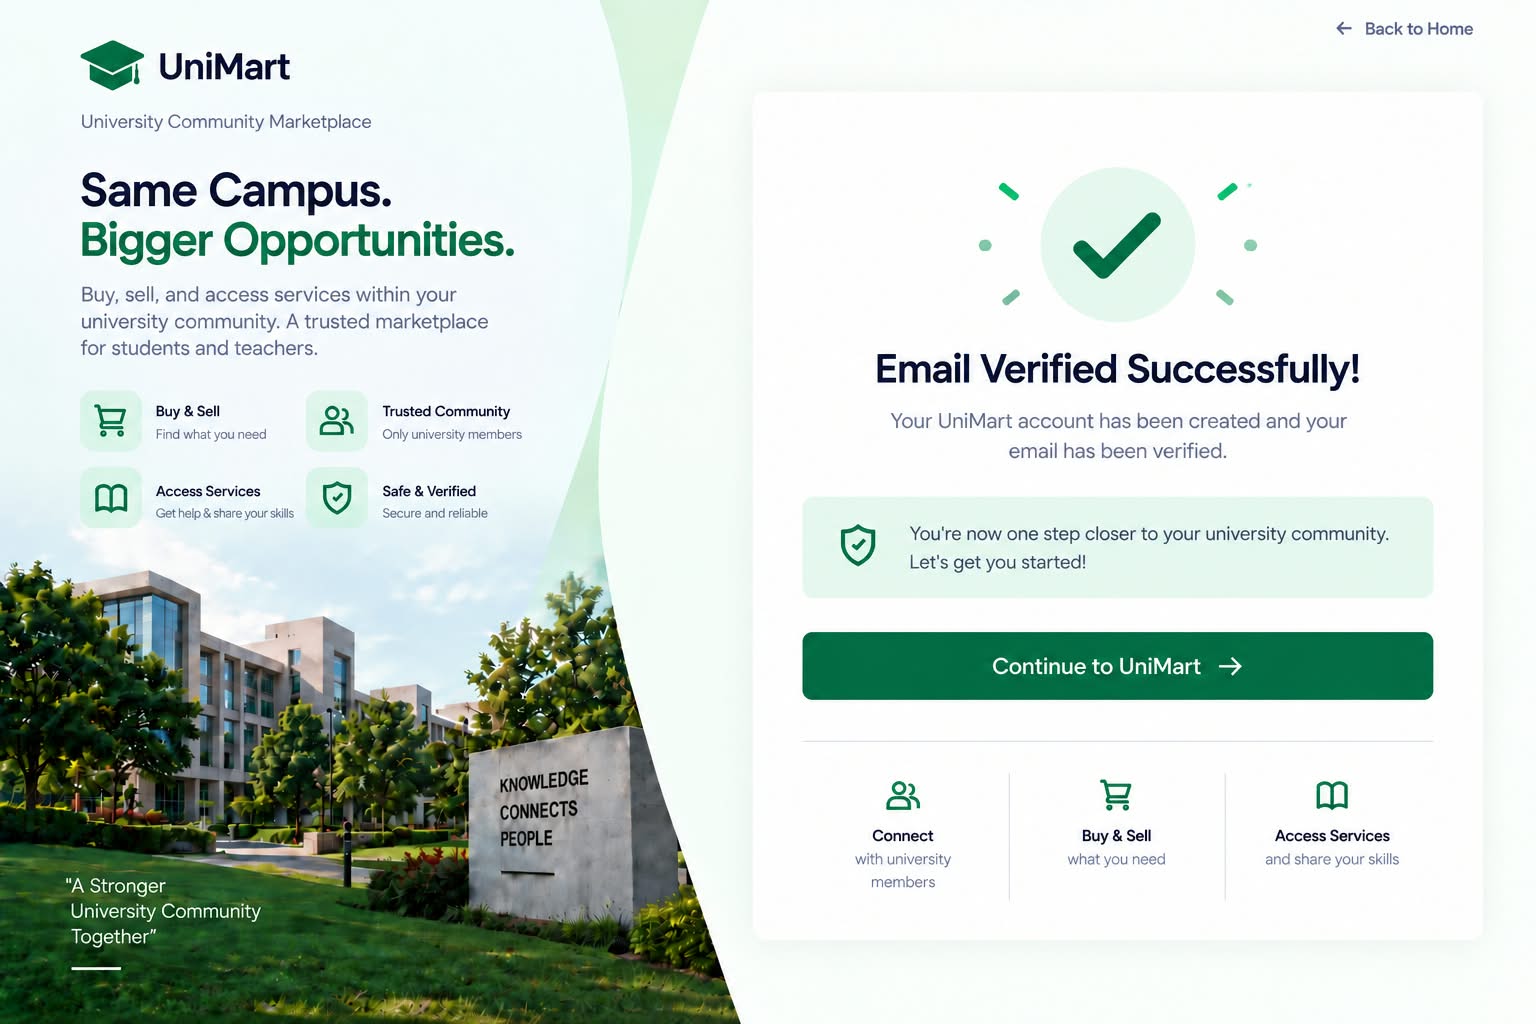 UniMart
University Community Marketplace
Same Campus.
Bigger Opportunities.
Buy, sell, and access services within your
university community. A trusted marketplace
for students and teachers.
Buy & Sell
Find what you need
Trusted Community
Only university members
Access Services
Get help & share your skills
Safe & Verified
Secure and reliable
KNOWLEDGE
CONNECTS
PEOPLE
"A Stronger
University Community
Together”
← Back to Home
Email Verified Successfully!
Your UniMart account has been created and your
email has been verified.
You're now one step closer to your university community.
Let's get you started!
Continue to UniMart →
Connect
with university
members
Buy & Sell
what you need
Access Services
and share your skills